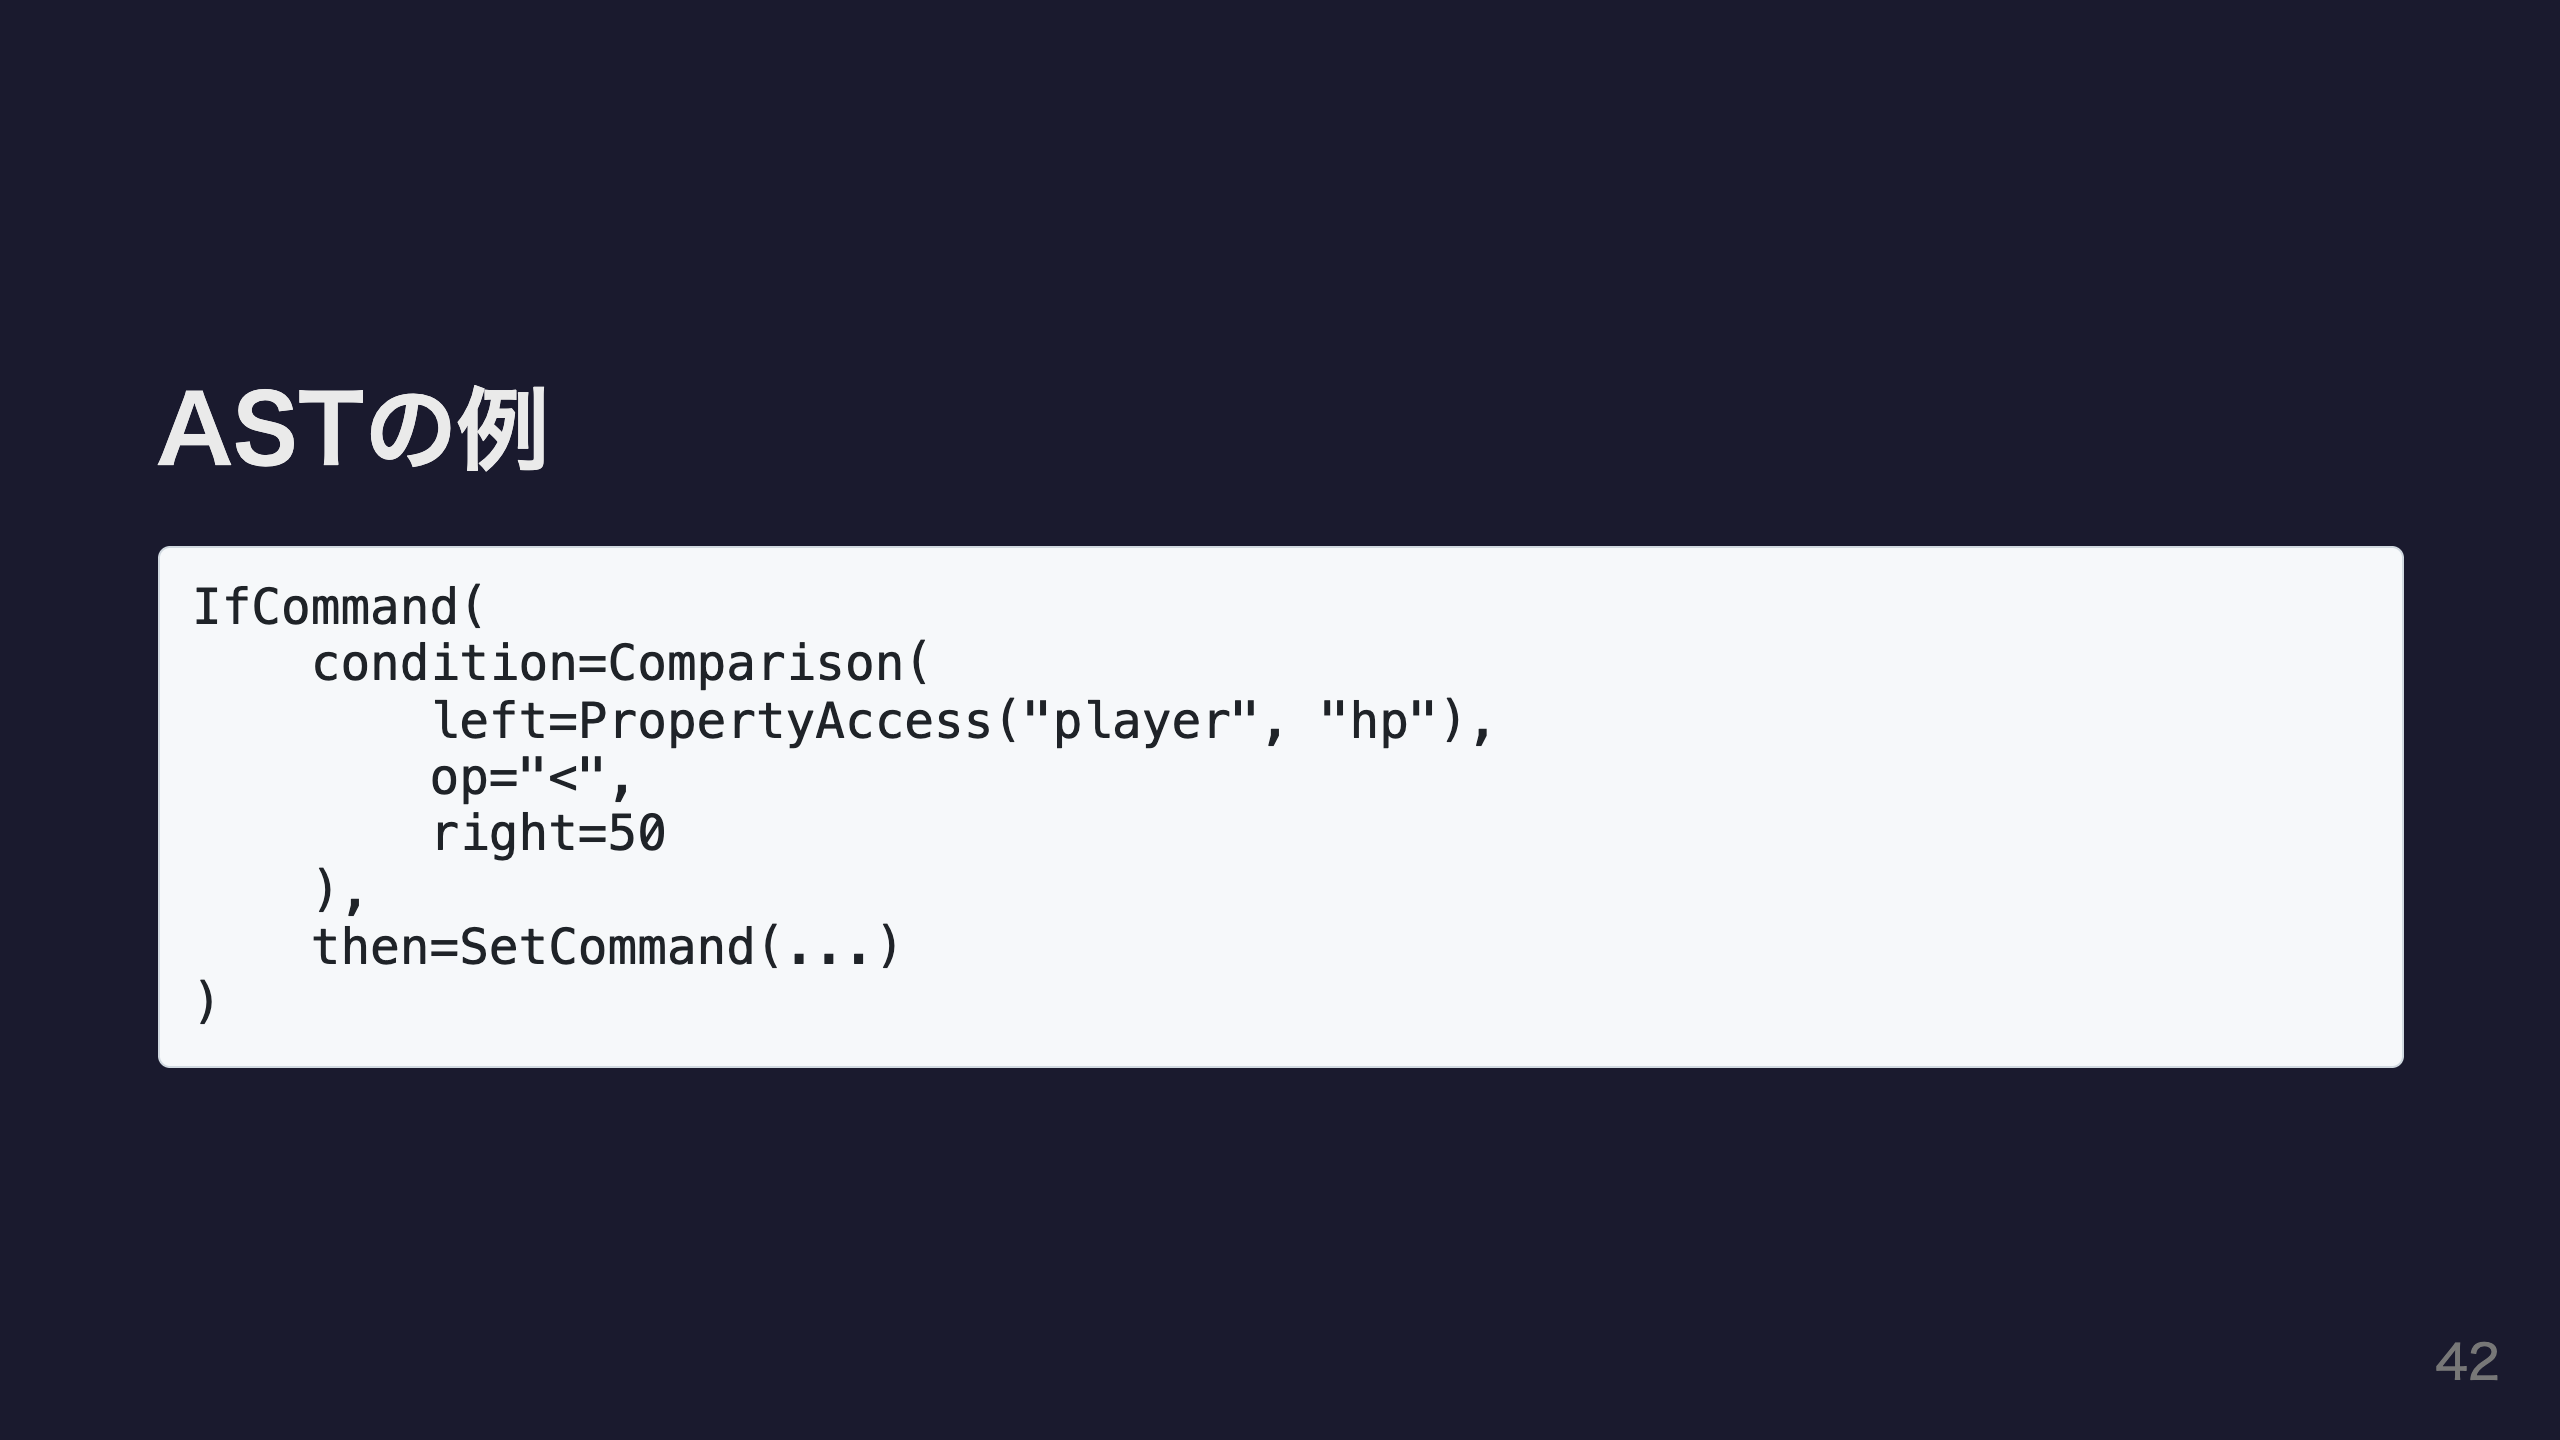 ASTの例
IfCommand(
    condition=Comparison(
        left=PropertyAccess("player", "hp"),
        op="<",
        right=50
    ),
    then=SetCommand(...)
)
42